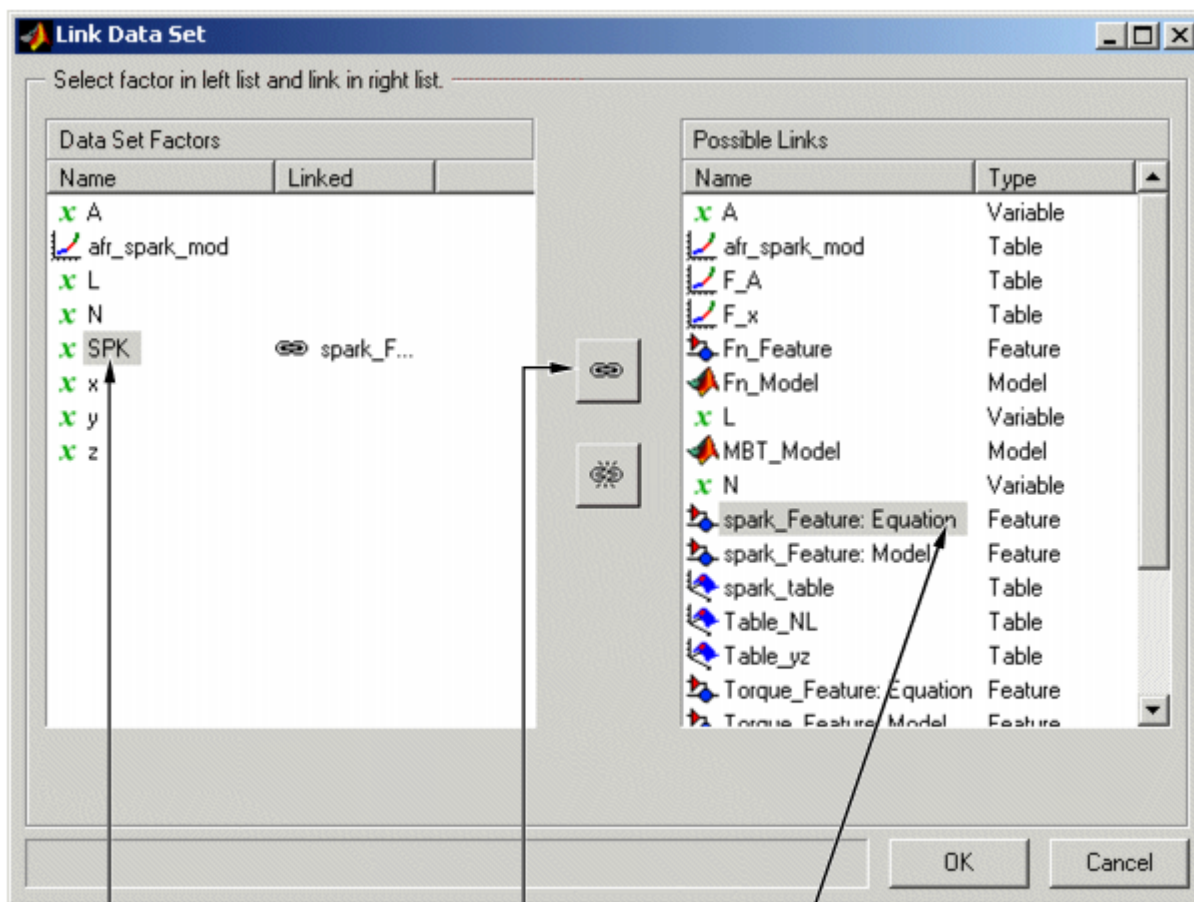 Link Data Set
Select factor in left list and link in right list.
Data Set Factors
Name Linked
x A
afr_spark_mod
x L
x N
x SPK spark_F...
x x
x y
x z
Possible Links
Name Type
x A Variable
afr_spark_mod Table
F_A Table
F_x Table
Fn_Feature Feature
Fn_Model Model
x L Variable
MBT_Model Model
x N Variable
spark_Feature: Equation Feature
spark_Feature: Model Feature
spark_table Table
Table_NL Table
Table_yz Table
Torque_Feature: Equation Feature
Torque_Feature: Model Feature
OK Cancel